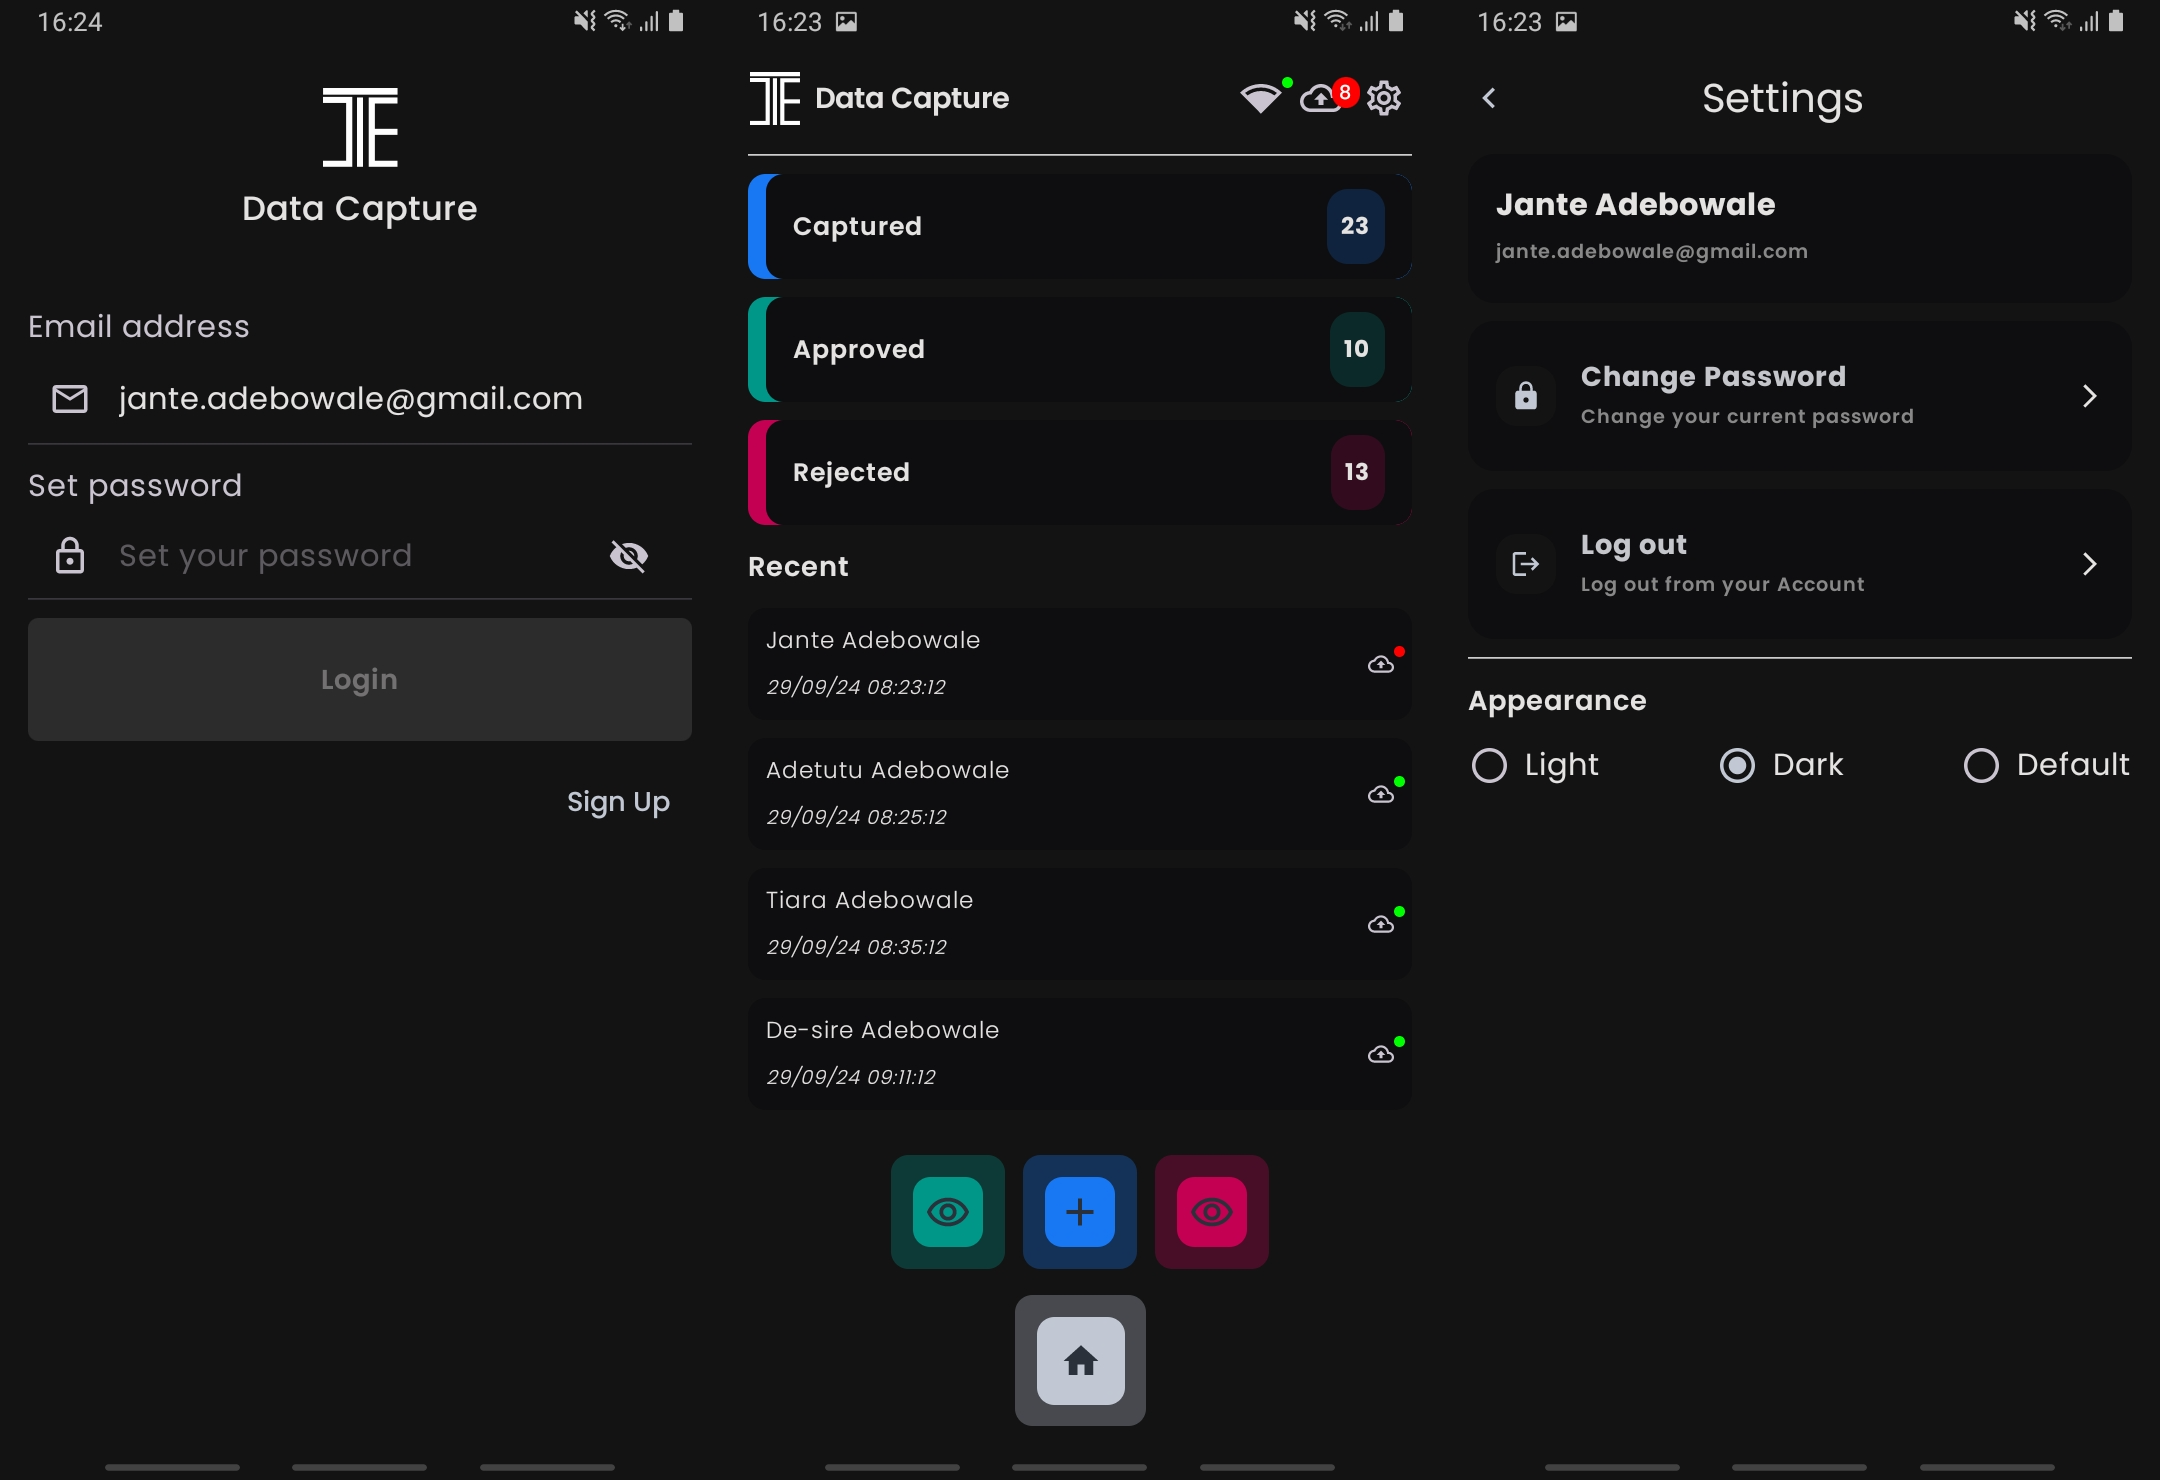 16:24
Data Capture
Email address
jante.adebowale@gmail.com
Set password
Set your password
Login
Sign Up
16:23
Data Capture
8
Captured
23
Approved
10
Rejected
13
Recent
Jante Adebowale
29/09/24 08:23:12
Adetutu Adebowale
29/09/24 08:25:12
Tiara Adebowale
29/09/24 08:35:12
De-sire Adebowale
29/09/24 09:11:12
16:23
Settings
Jante Adebowale
jante.adebowale@gmail.com
Change Password
Change your current password
Log out
Log out from your Account
Appearance
Light
Dark
Default